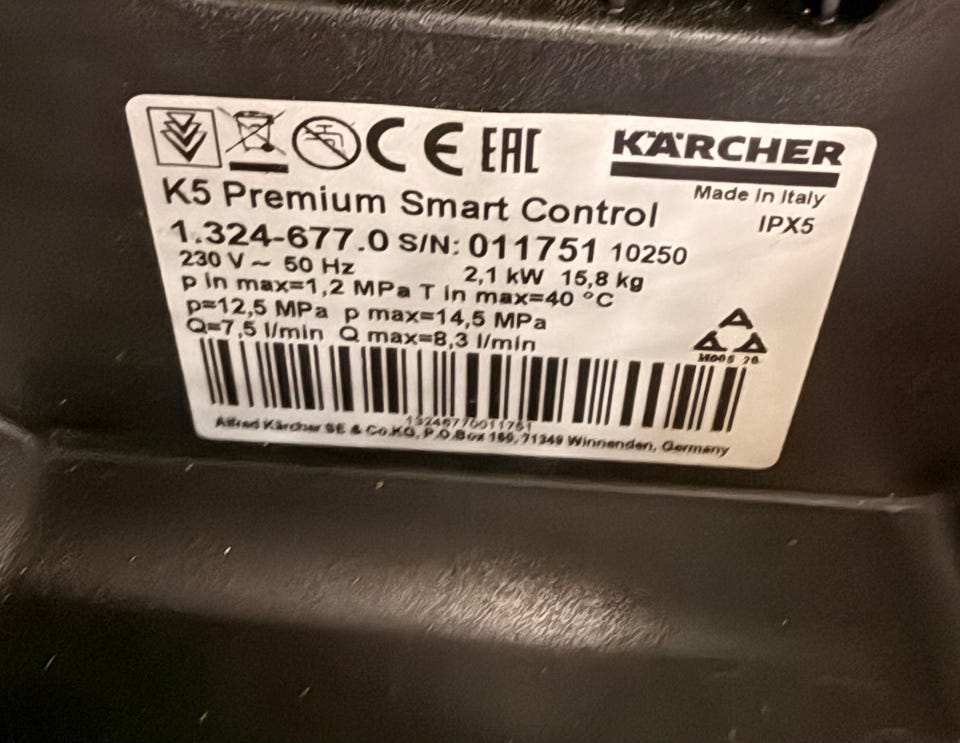 CE EAC
KÄRCHER
K5 Premium Smart Control
Made in Italy
IPX5
1.324-677.0 S/N: 011751 10250
230 V ~ 50 Hz 2,1 kW 15,8 kg
p in max=1,2 MPa T in max=40 °C
p=12,5 MPa p max=14,5 MPa
Q=7,5 l/min Q max=8,3 l/min
M005 20
13246770011751
Alfred Kärcher SE & Co.KG, P.O.Box 160, 71349 Winnenden, Germany